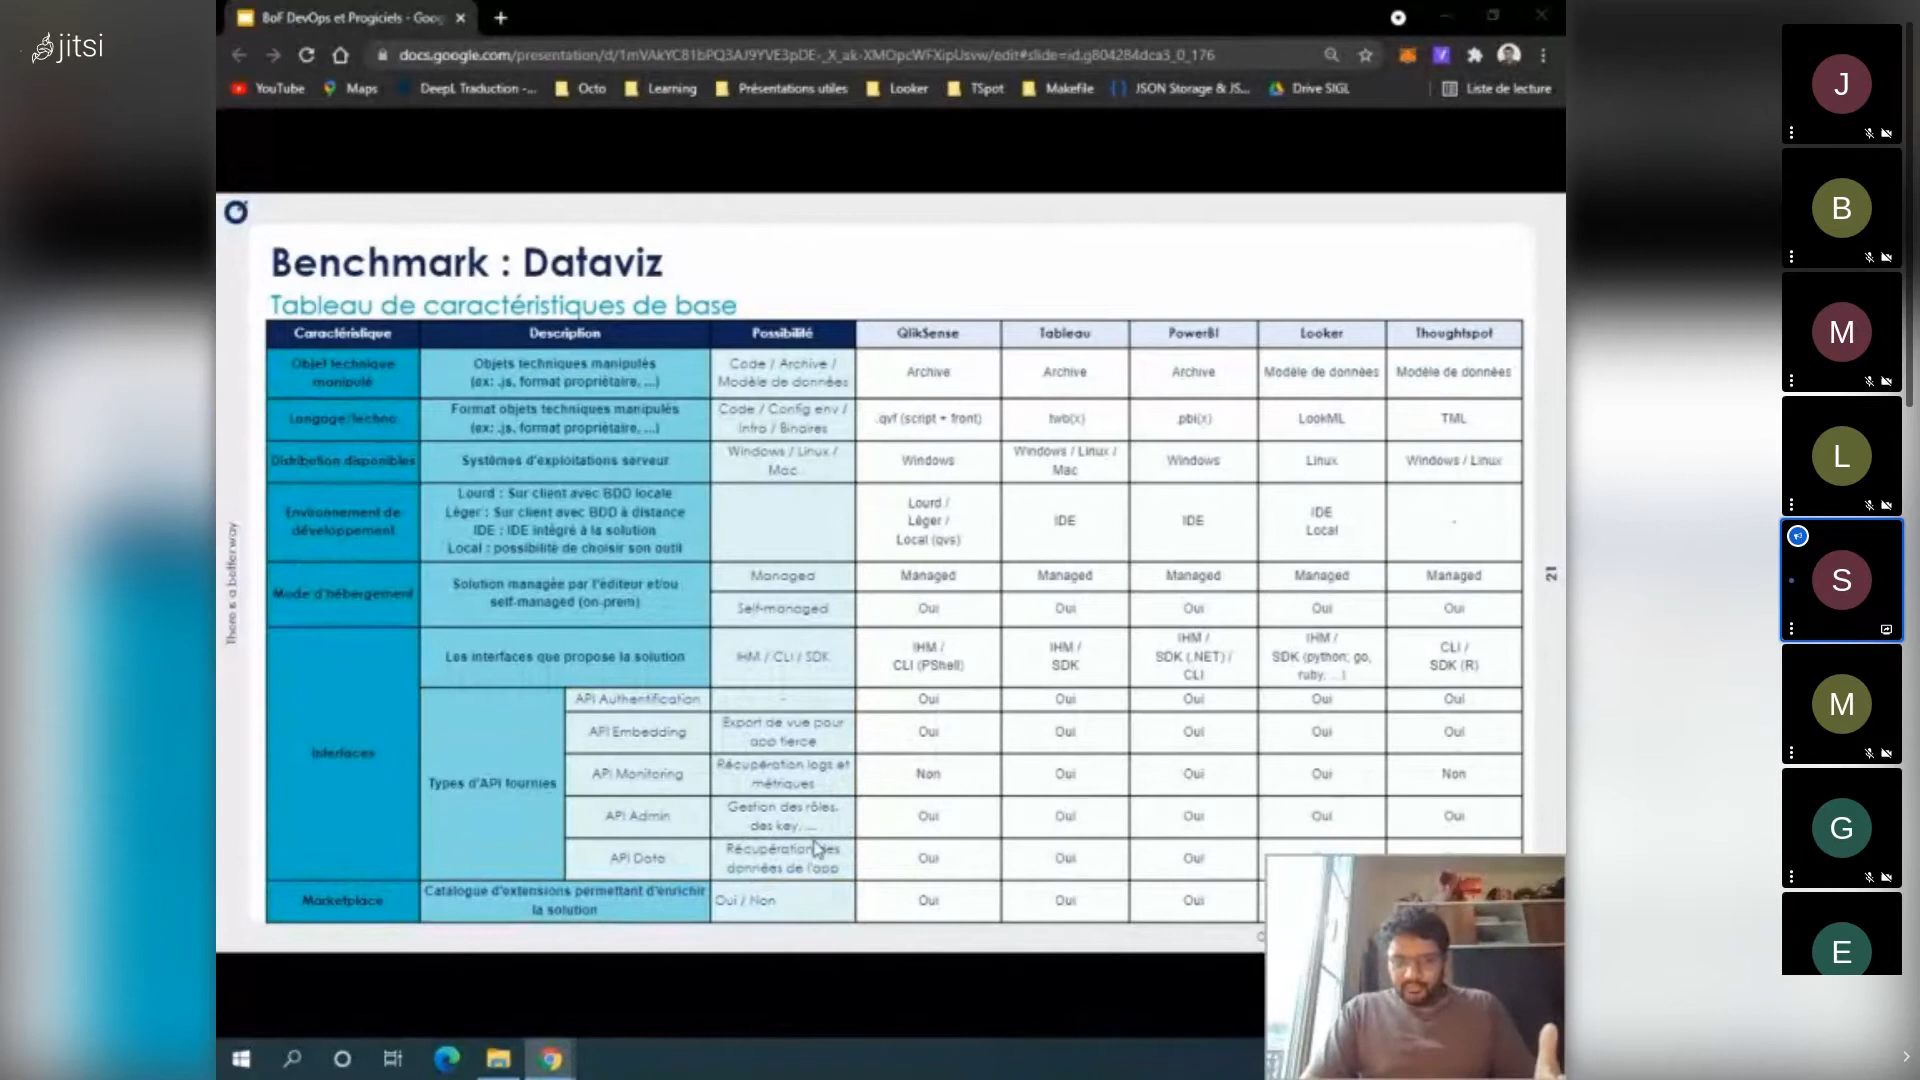 jitsi
BoF DevOps et Progiciels - Goog
docs.google.com/presentation/d/1mVAkYC81bPQ3AJ9YVE3pDE-_X_ak-XMOpcWFXipUsvw/edit#slide=id.g804284dca3_0_176
YouTube Maps DeepL Traduction -... Octo Learning Présentations utiles Looker TSpot Makefile JSON Storage & JS... Drive SIGL Liste de lecture
Benchmark : Dataviz
Tableau de caractéristiques de base
Caractéristique Description Possibilité QlikSense Tableau PowerBI Looker Thoughtspot
Objet technique manipulé
Objets techniques manipulés
(ex: .js, format propriétaire, ...)
Code / Archive /
Modèle de données
Archive Archive Archive Modèle de données Modèle de données
Langage/techno
Format objets techniques manipulés
(ex: .js, format propriétaire, ...)
Code / Config env /
Infra / Binaires
.qvf (script + front) twb(x) .pbi(x) LookML TML
Distribution disponibles Systèmes d'exploitations serveur
Windows / Linux /
Mac
Windows
Windows / Linux /
Mac
Windows Linux Windows / Linux
Environnement de
développement
Lourd : Sur client avec BDD locale
Léger : Sur client avec BDD à distance
IDE : IDE intégré à la solution
Local : possibilité de choisir son outil
Lourd /
Léger /
Local (qvs)
IDE IDE
IDE
Local
-
Mode d'hébergement
Solution managée par l'éditeur et/ou
self-managed (on-prem)
Managed Managed Managed Managed Managed Managed
Self-managed Oui Oui Oui Oui Oui
Interfaces
Les interfaces que propose la solution IHM / CLI / SDK
IHM /
CLI (PShell)
IHM /
SDK
IHM /
SDK (.NET) /
CLI
IHM /
SDK (python, go,
ruby, ...)
CLI /
SDK (R)
Types d'API fournies
API Authentification - Oui Oui Oui Oui Oui
API Embedding
Export de vue pour
app tierce
Oui Oui Oui Oui Oui
API Monitoring
Récupération logs et
métriques
Non Oui Oui Oui Non
API Admin
Gestion des rôles,
des key, ...
Oui Oui Oui Oui Oui
API Data
Récupération des
données de l'app
Oui Oui Oui
Marketplace
Catalogue d'extensions permettant d'enrichir
la solution
Oui / Non Oui Oui Oui
There is a better way
21
J
B
M
L
S
M
G
E